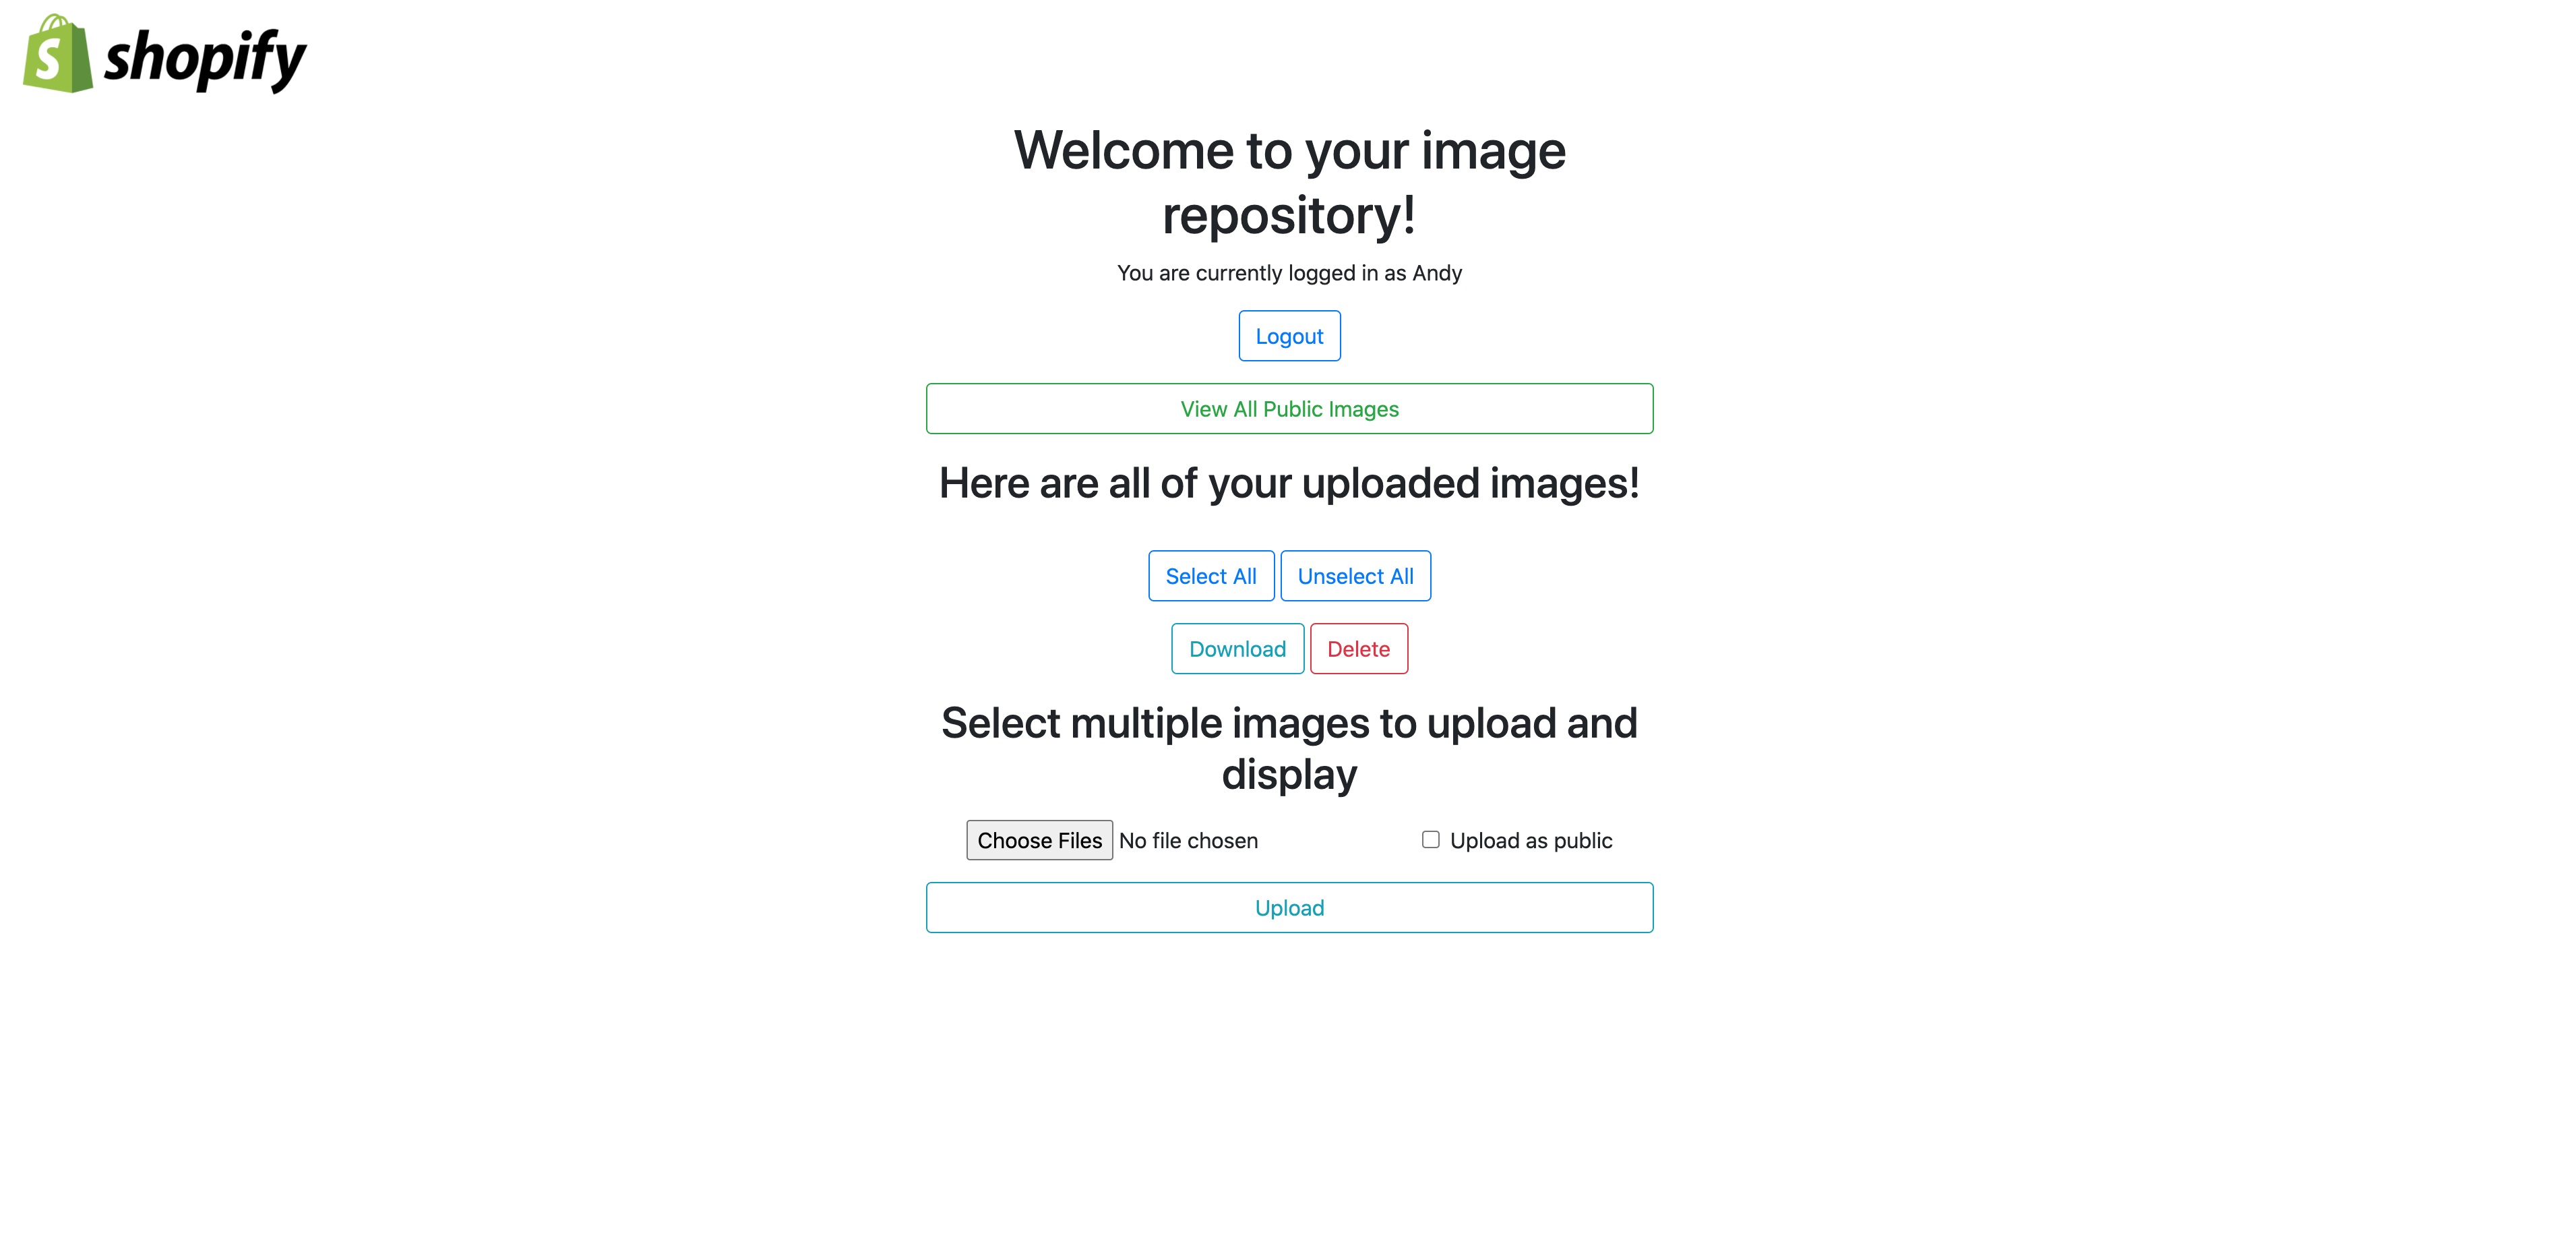 shopify
Welcome to your image
repository!
You are currently logged in as Andy
Logout
View All Public Images
Here are all of your uploaded images!
Select All Unselect All
Download Delete
Select multiple images to upload and
display
Choose Files No file chosen Upload as public
Upload